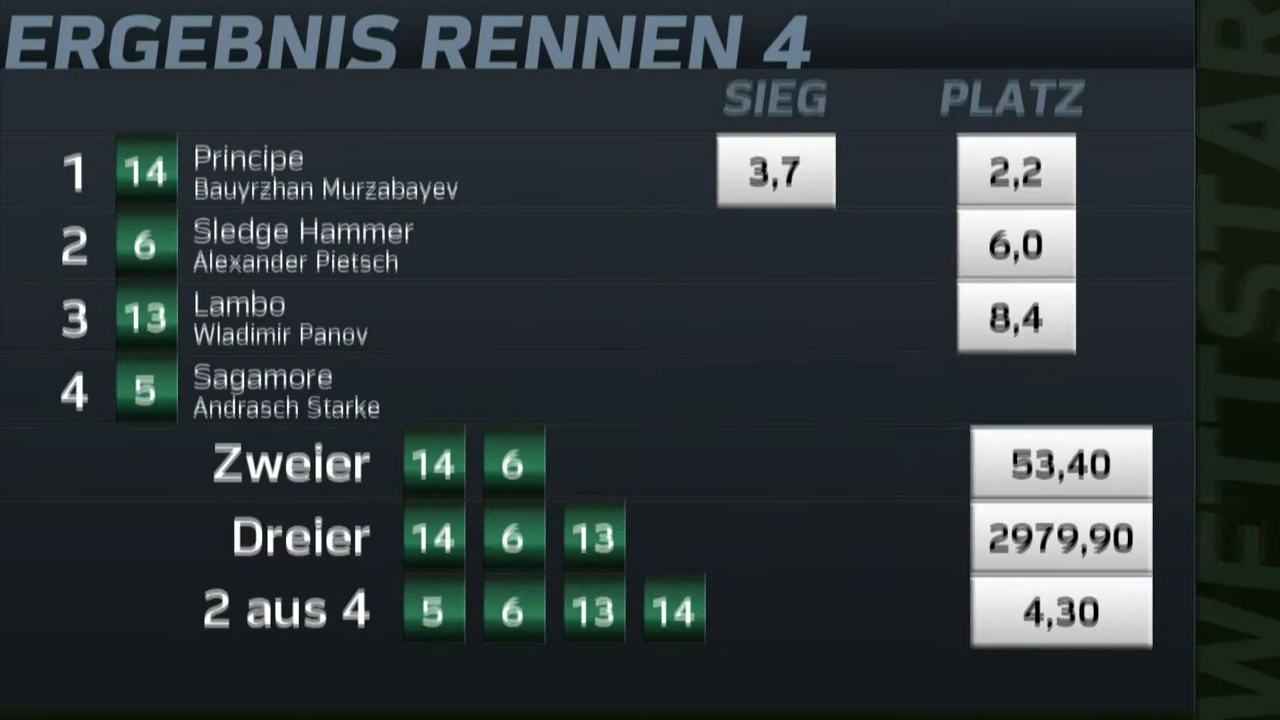 ERGEBNIS RENNEN 4
SIEG PLATZ
1 14 Principe 3,7 2,2
Bauyrzhan Murzabayev
2 6 Sledge Hammer 6,0
Alexander Pietsch
3 13 Lambo 8,4
Wladimir Panov
4 5 Sagamore
Andrasch Starke
Zweier 14 6 53,40
Dreier 14 6 13 2979,90
2 aus 4 5 6 13 14 4,30
WETTSTAR